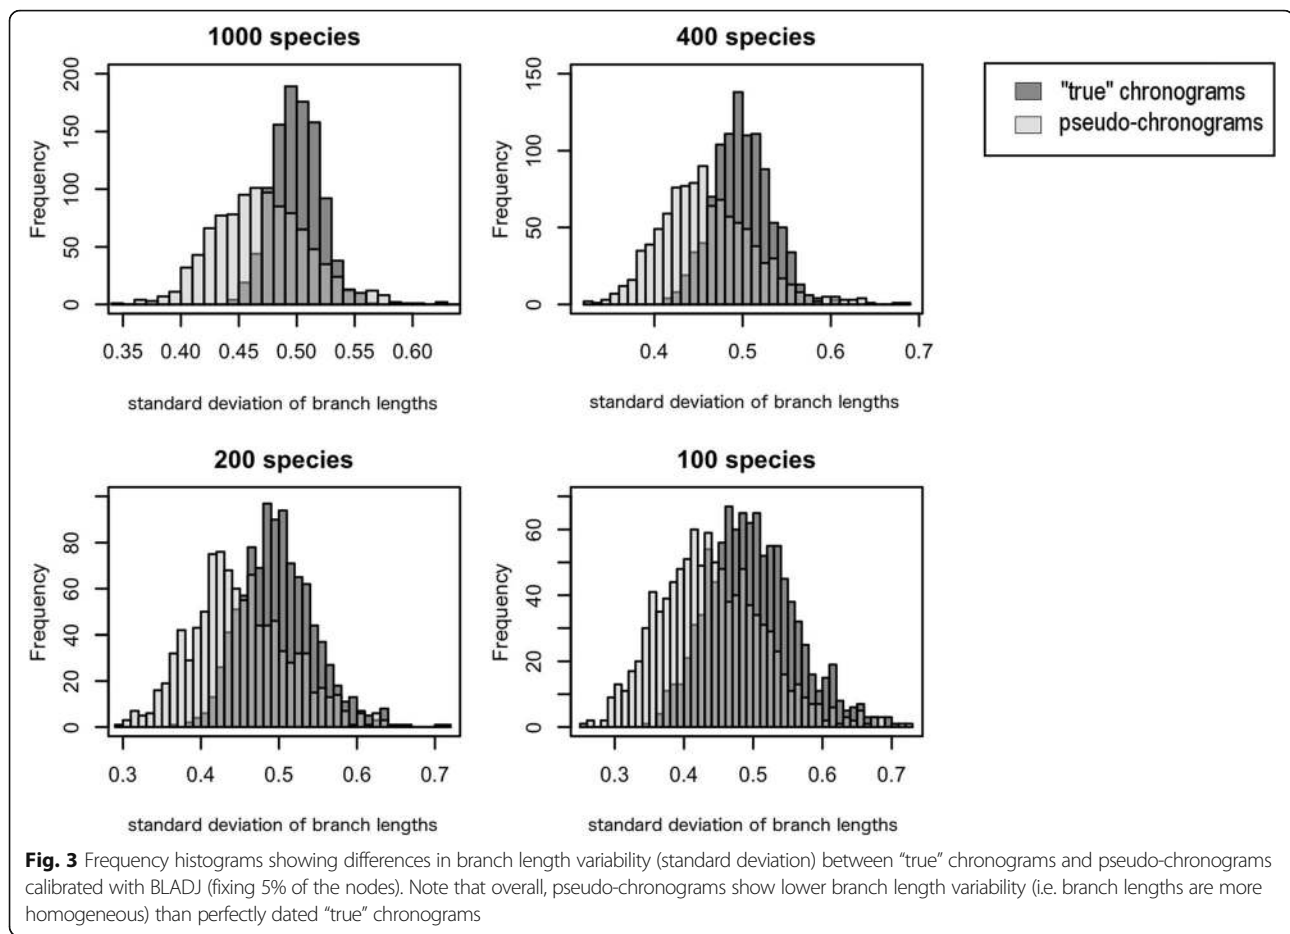 1000 species
400 species
"true" chronograms
pseudo-chronograms
Frequency
0 50 100 150 200
0.35 0.40 0.45 0.50 0.55 0.60
standard deviation of branch lengths
Frequency
0 50 100 150
0.4 0.5 0.6 0.7
standard deviation of branch lengths
200 species
100 species
Frequency
0 20 40 60 80
0.3 0.4 0.5 0.6 0.7
standard deviation of branch lengths
Frequency
0 20 40 60
0.3 0.4 0.5 0.6 0.7
standard deviation of branch lengths
Fig. 3 Frequency histograms showing differences in branch length variability (standard deviation) between “true” chronograms and pseudo-chronograms
calibrated with BLADJ (fixing 5% of the nodes). Note that overall, pseudo-chronograms show lower branch length variability (i.e. branch lengths are more
homogeneous) than perfectly dated “true” chronograms